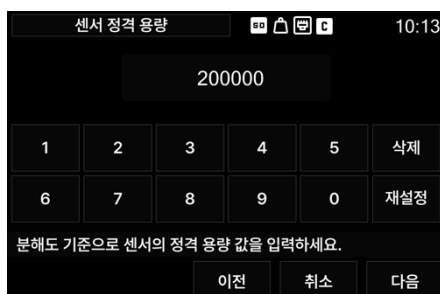 센서 정격 용량 SD C 10:13
200000
1 2 3 4 5 삭제
6 7 8 9 0 재설정
분해도 기준으로 센서의 정격 용량 값을 입력하세요.
이전 취소 다음